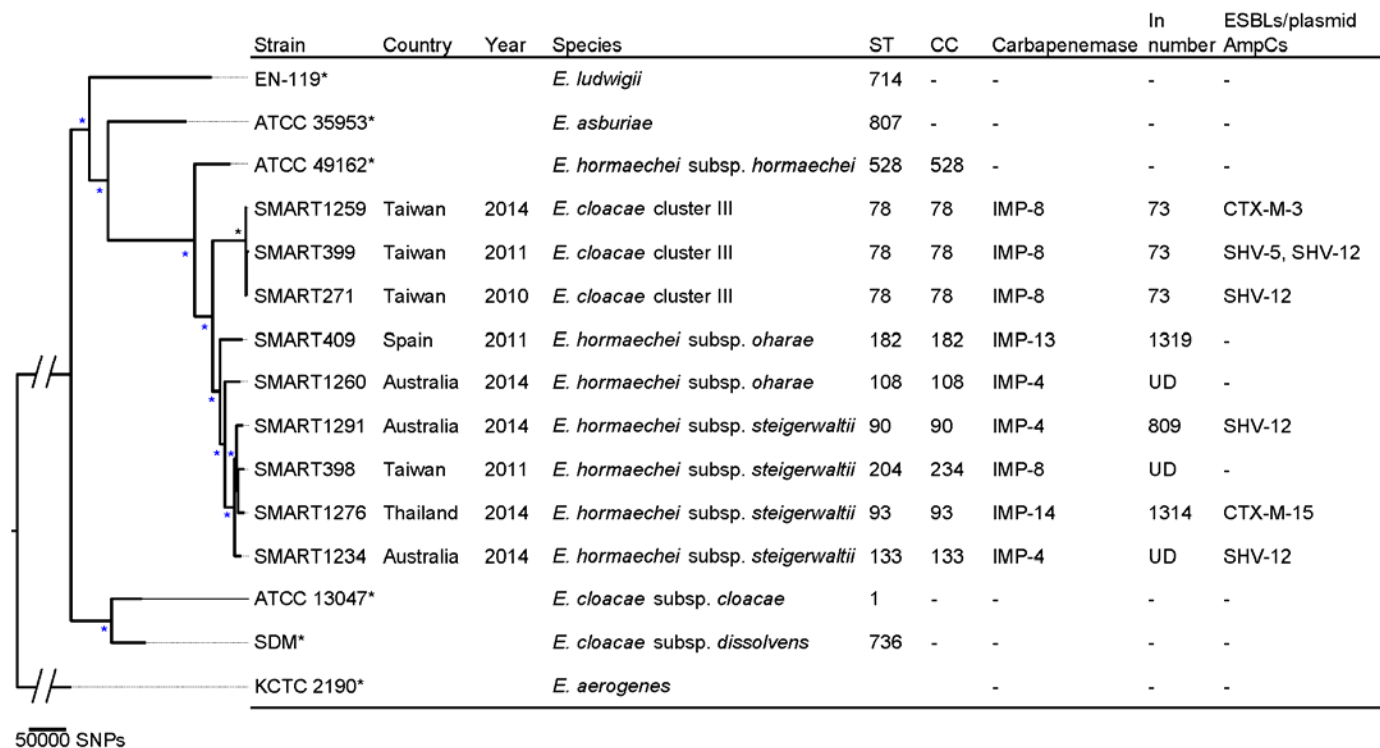 In ESBLs/plasmid
Strain Country Year Species ST CC Carbapenemase number AmpCs
EN-119* E. ludwigii 714 - - - -
ATCC 35953* E. asburiae 807 - - - -
ATCC 49162* E. hormaechei subsp. hormaechei 528 528 - - -
SMART1259 Taiwan 2014 E. cloacae cluster III 78 78 IMP-8 73 CTX-M-3
SMART399 Taiwan 2011 E. cloacae cluster III 78 78 IMP-8 73 SHV-5, SHV-12
SMART271 Taiwan 2010 E. cloacae cluster III 78 78 IMP-8 73 SHV-12
SMART409 Spain 2011 E. hormaechei subsp. oharae 182 182 IMP-13 1319 -
SMART1260 Australia 2014 E. hormaechei subsp. oharae 108 108 IMP-4 UD -
SMART1291 Australia 2014 E. hormaechei subsp. steigerwaltii 90 90 IMP-4 809 SHV-12
SMART398 Taiwan 2011 E. hormaechei subsp. steigerwaltii 204 234 IMP-8 UD -
SMART1276 Thailand 2014 E. hormaechei subsp. steigerwaltii 93 93 IMP-14 1314 CTX-M-15
SMART1234 Australia 2014 E. hormaechei subsp. steigerwaltii 133 133 IMP-4 UD SHV-12
ATCC 13047* E. cloacae subsp. cloacae 1 - - - -
SDM* E. cloacae subsp. dissolvens 736 - - - -
KCTC 2190* E. aerogenes - - -
50000 SNPs